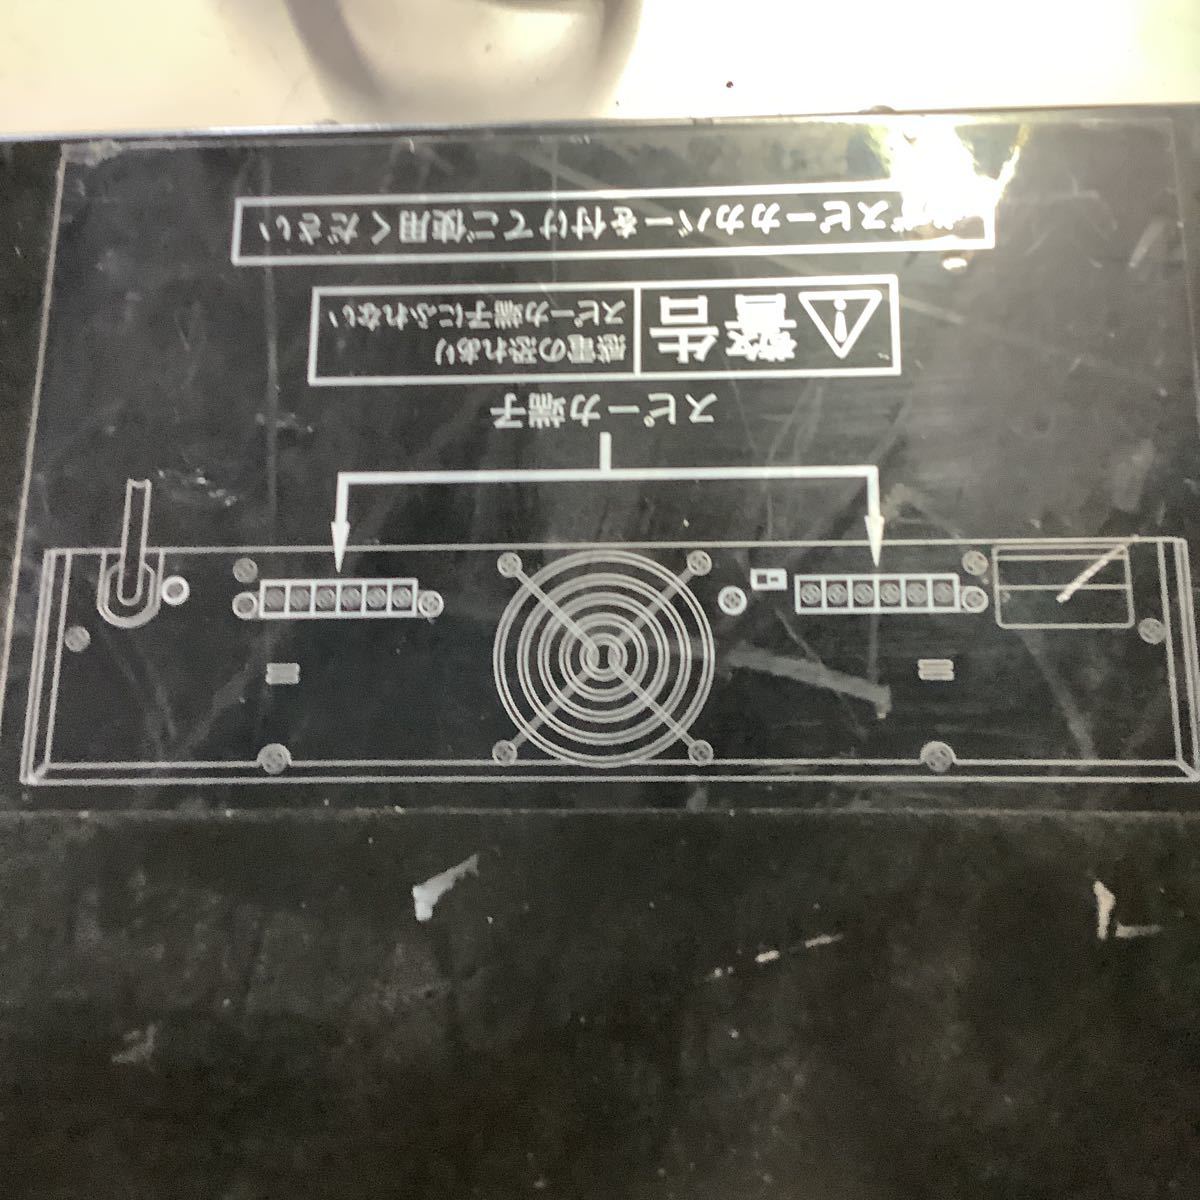 スピーカ端子
警告
感電の恐れあり
スピーカ端子にふれない
必ずスピーカカバーを付けてご使用ください